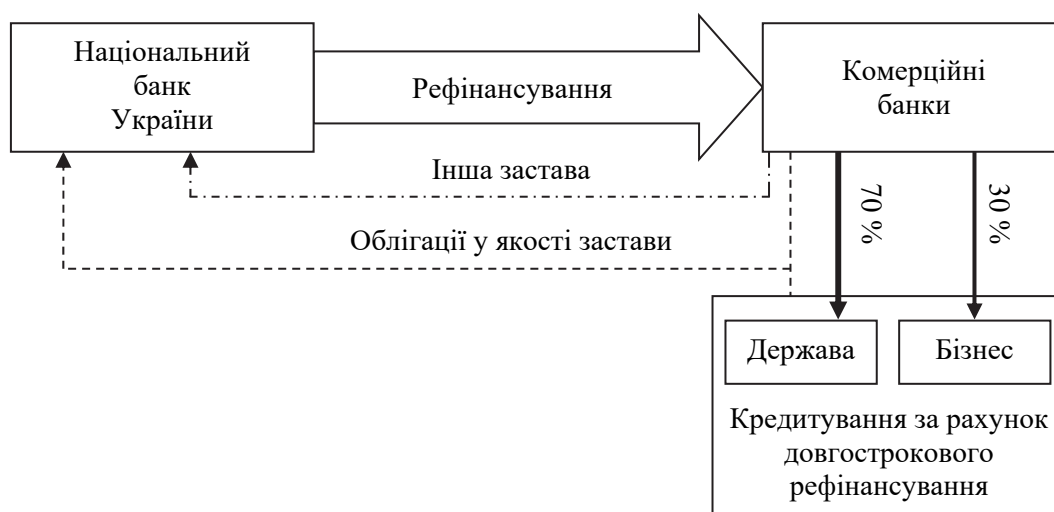 Національний
банк
України
Рефінансування
Комерційні
банки
Інша застава
Облігації у якості застави
70 %
30 %
Держава
Бізнес
Кредитування за рахунок
довгострокового
рефінансування